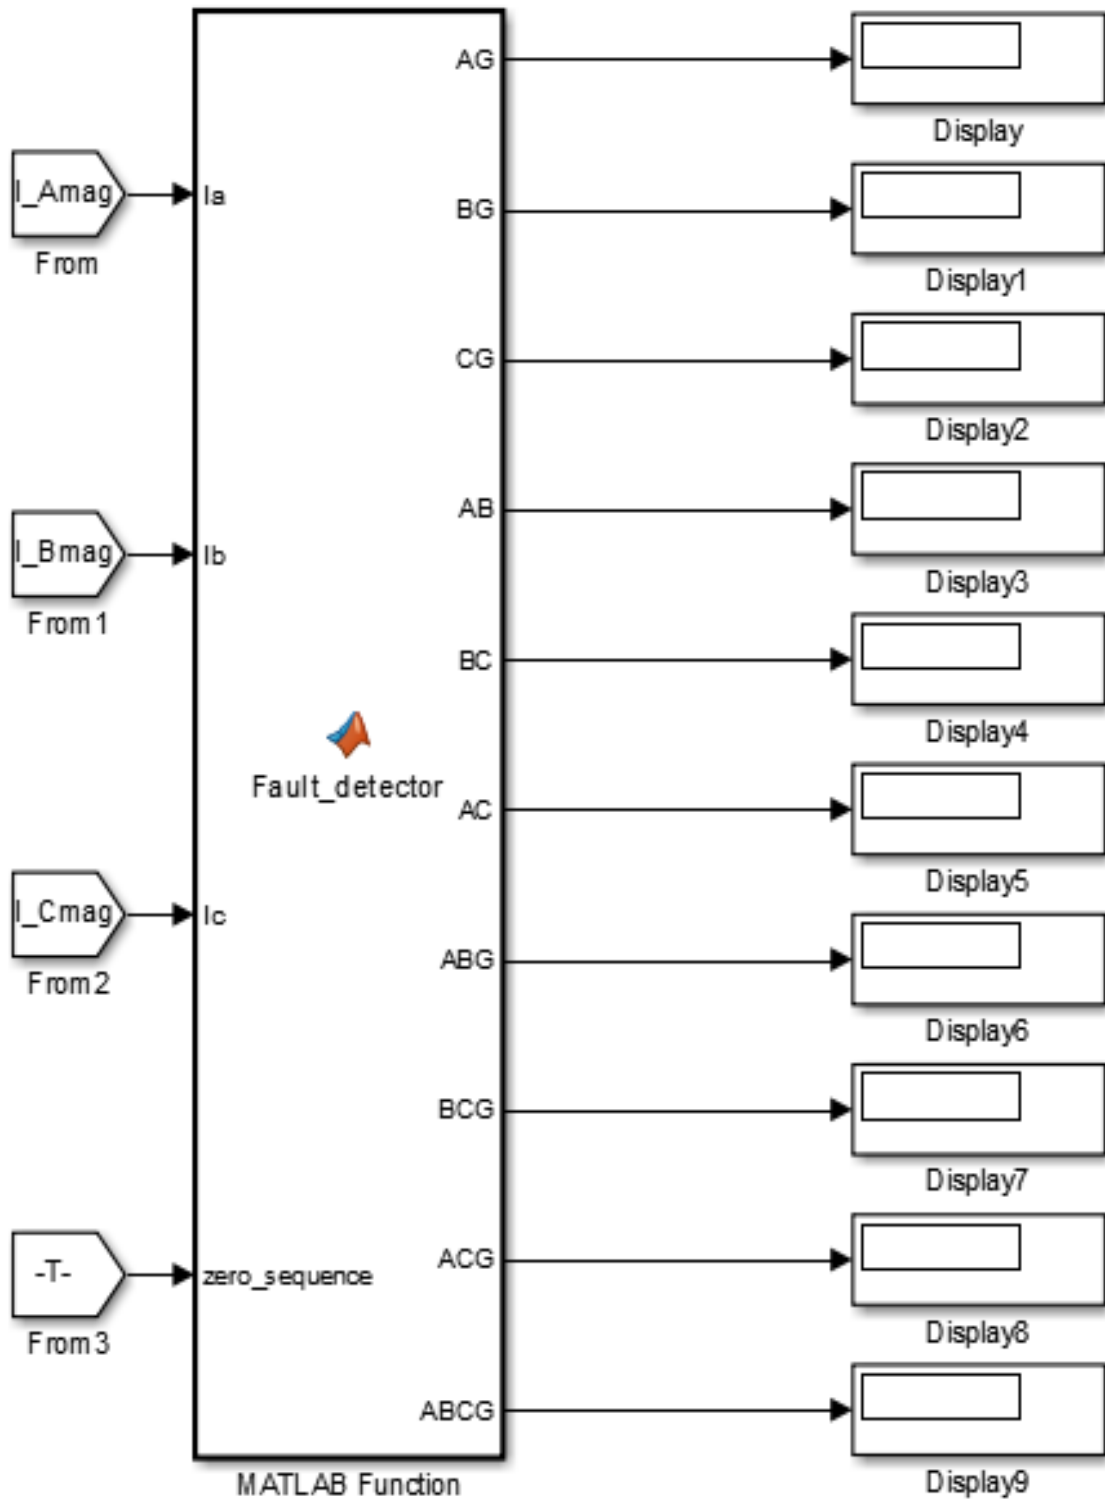 AG
Display
I_Amag
Ia
From
BG
Display1
CG
Display2
AB
Display3
I_Bmag
Ib
From1
BC
Display4
Fault_detector
AC
Display5
I_Cmag
Ic
From2
ABG
Display6
BCG
Display7
-T-
zero_sequence
From3
ACG
Display8
ABCG
MATLAB Function
Display9